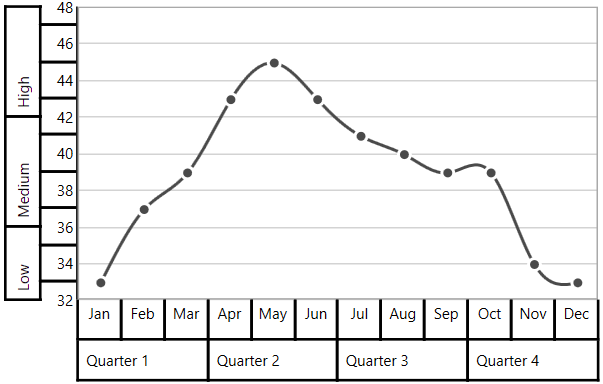 48
46
44
42
40
38
36
34
32
High
Medium
Low
Jan Feb Mar Apr May Jun Jul Aug Sep Oct Nov Dec
Quarter 1 Quarter 2 Quarter 3 Quarter 4